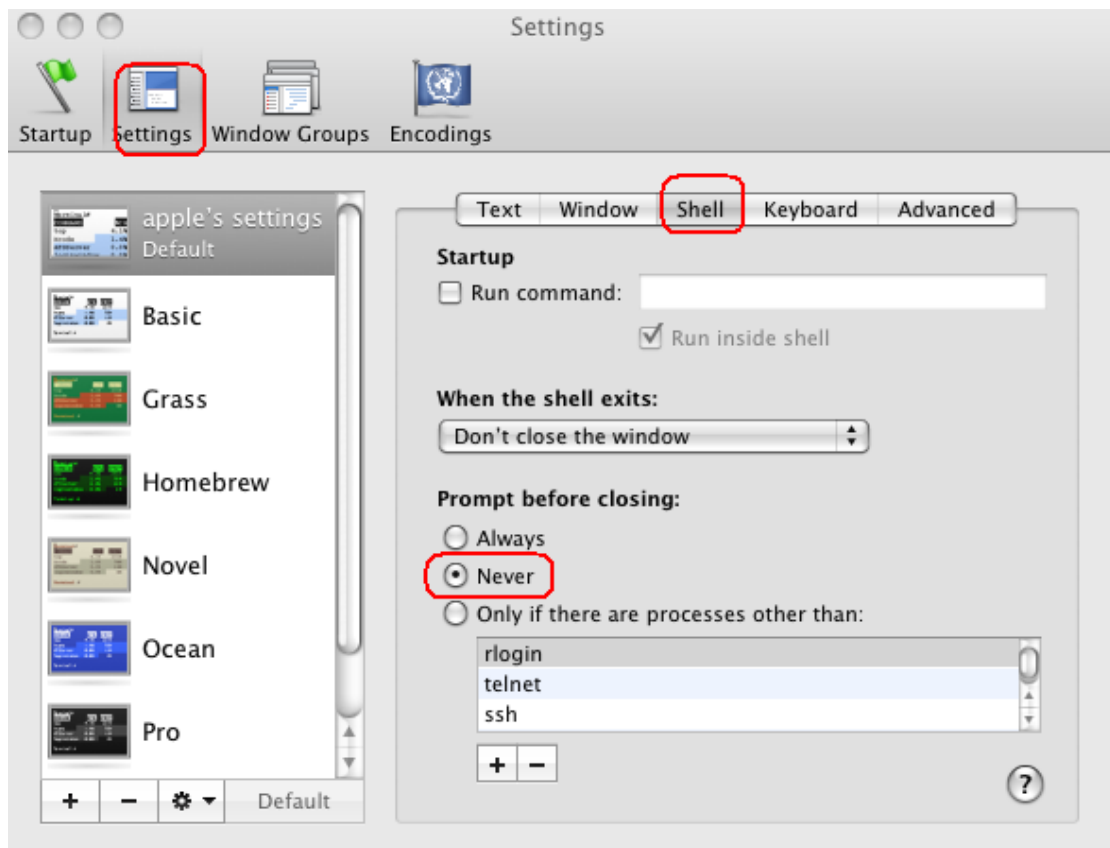 Settings
Startup Settings Window Groups Encodings
apple's settings
Default
Basic
Grass
Homebrew
Novel
Ocean
Pro
+ − Default
Text Window Shell Keyboard Advanced
Startup
Run command:
Run inside shell
When the shell exits:
Don't close the window
Prompt before closing:
Always
Never
Only if there are processes other than:
rlogin
telnet
ssh
+ −
?